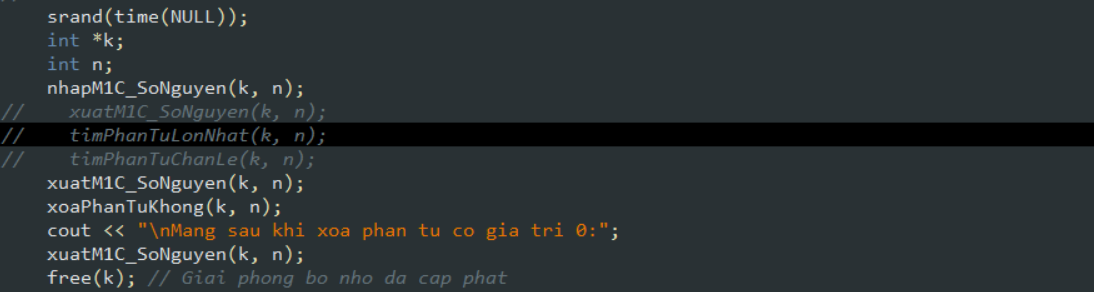 srand(time(NULL));
int *k;
int n;
nhapM1C_SoNguyen(k, n);
// xuatM1C_SoNguyen(k, n);
// timPhanTuLonNhat(k, n);
// timPhanTuChanLe(k, n);
xuatM1C_SoNguyen(k, n);
xoaPhanTuKhong(k, n);
cout << "\nMang sau khi xoa phan tu co gia tri 0:";
xuatM1C_SoNguyen(k, n);
free(k); // Giai phong bo nho da cap phat